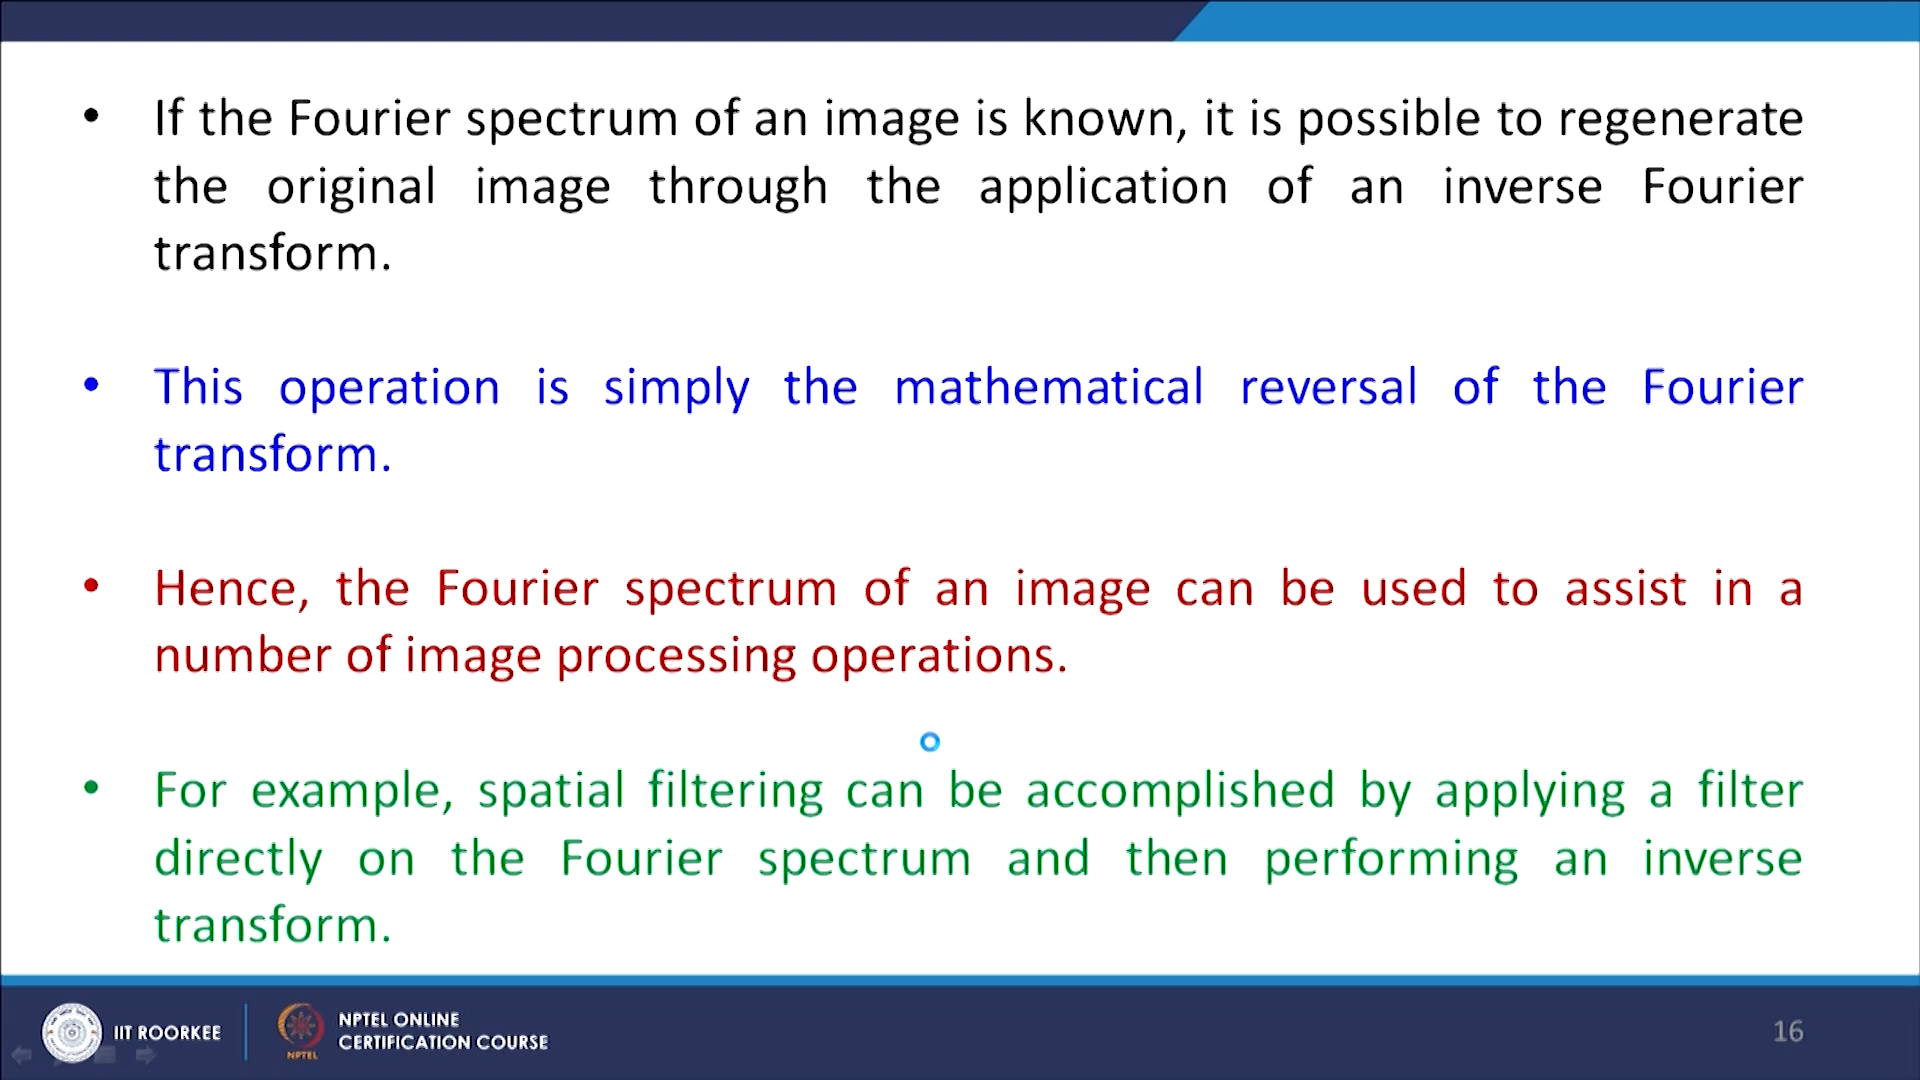 • If the Fourier spectrum of an image is known, it is possible to regenerate
the original image through the application of an inverse Fourier
transform.
• This operation is simply the mathematical reversal of the Fourier
transform.
• Hence, the Fourier spectrum of an image can be used to assist in a
number of image processing operations.
• For example, spatial filtering can be accomplished by applying a filter
directly on the Fourier spectrum and then performing an inverse
transform.
IIT ROORKEE
NPTEL
NPTEL ONLINE
CERTIFICATION COURSE
16